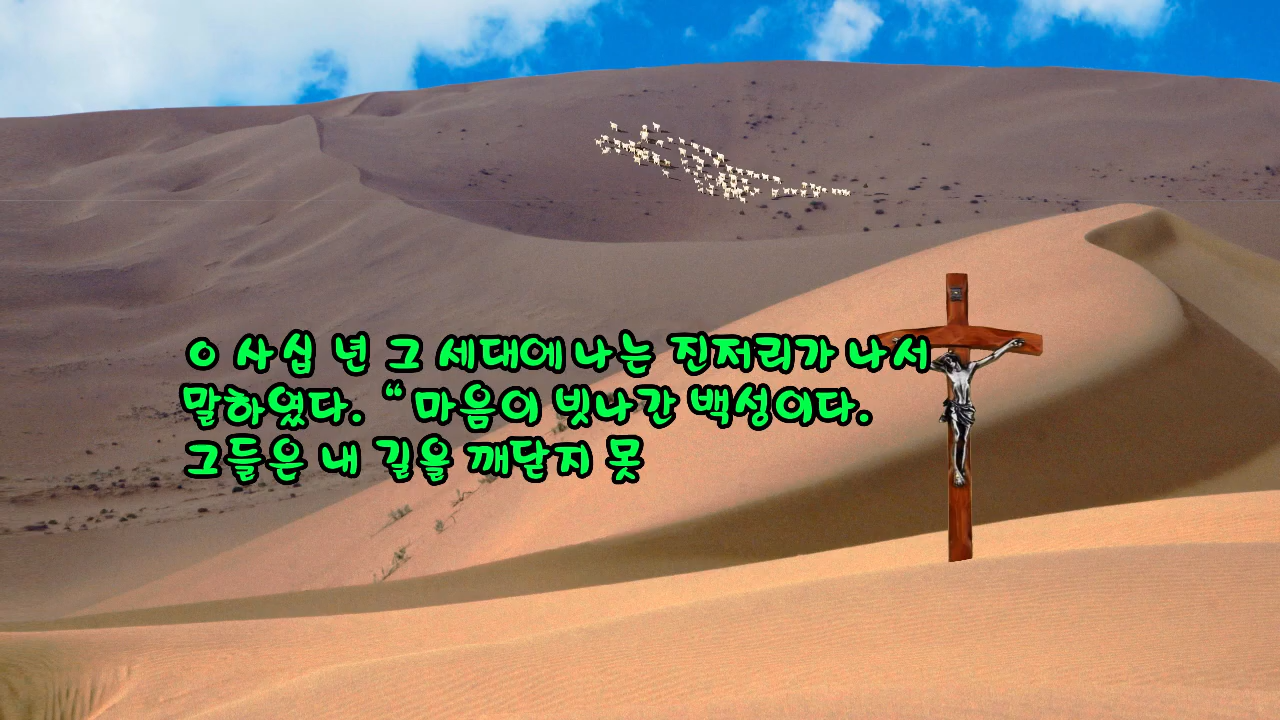 ○ 사십 년 그 세대에 나는 진저리가 나서
말하였다. “ 마음이 빗나간 백성이다.
그들은 내 길을 깨닫지 못